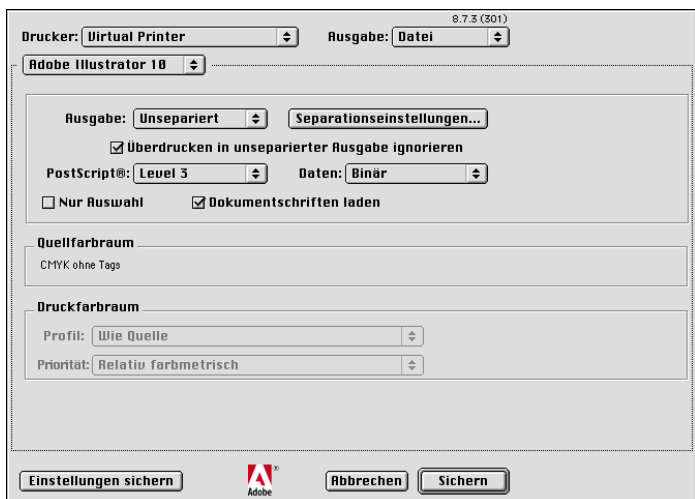 8.7.3 (301)
Drucker: Virtual Printer Ausgabe: Datei
Adobe Illustrator 10
Ausgabe: Unsepariert Separationseinstellungen...
Überdrucken in unseparierter Ausgabe ignorieren
PostScript®: Level 3 Daten: Binär
Nur Auswahl Dokumentschriften laden
Quellfarbraum
CMYK ohne Tags
Druckfarbraum
Profil: Wie Quelle
Priorität: Relativ farbmetrisch
Einstellungen sichern Adobe® Abbrechen Sichern